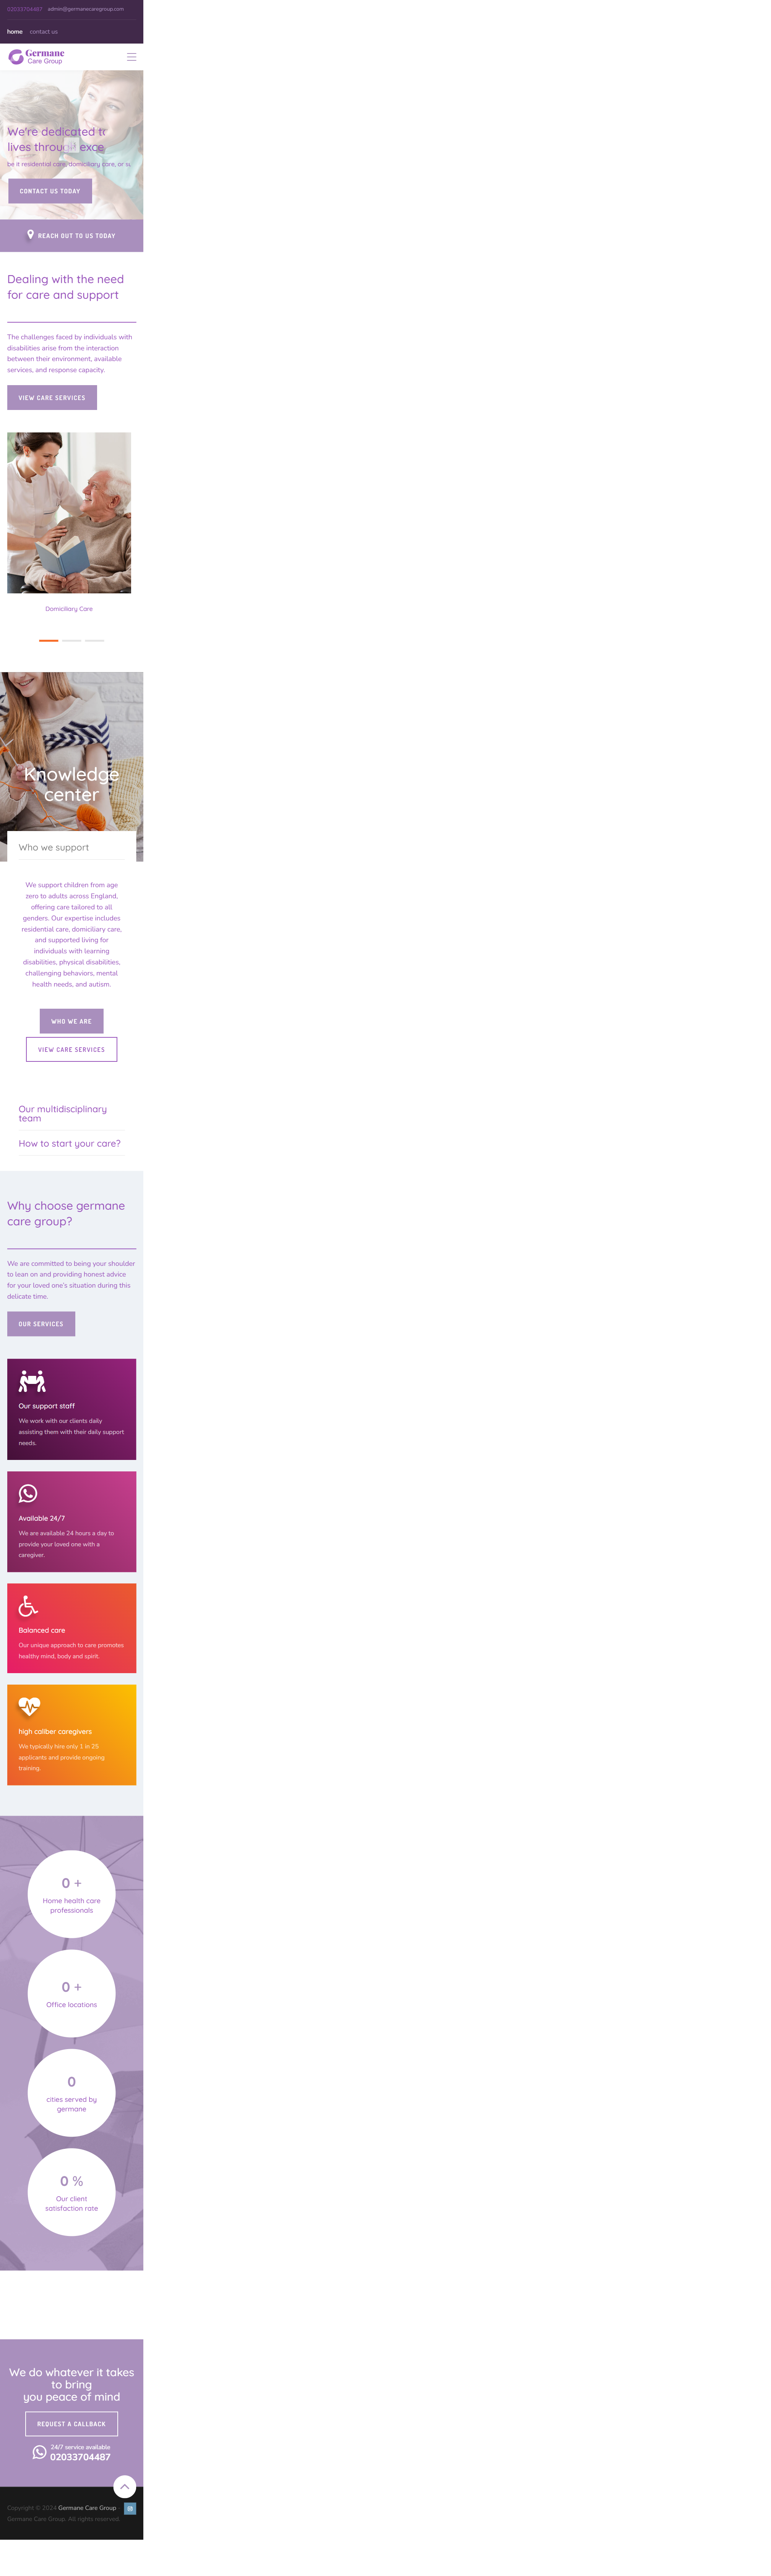 02033704487 admin@germanecaregroup.com
home contact us
Germane
Care Group
We're dedicated to
lives through exce
be it residential care, domiciliary care, or su
CONTACT US TODAY
REACH OUT TO US TODAY
Dealing with the need
for care and support
The challenges faced by individuals with
disabilities arise from the interaction
between their environment, available
services, and response capacity.
VIEW CARE SERVICES
Domiciliary Care
Knowledge
center
Who we support
We support children from age
zero to adults across England,
offering care tailored to all
genders. Our expertise includes
residential care, domiciliary care,
and supported living for
individuals with learning
disabilities, physical disabilities,
challenging behaviors, mental
health needs, and autism.
WHO WE ARE
VIEW CARE SERVICES
Our multidisciplinary
team
How to start your care?
Why choose germane
care group?
We are committed to being your shoulder
to lean on and providing honest advice
for your loved one's situation during this
delicate time.
OUR SERVICES
Our support staff
We work with our clients daily
assisting them with their daily support
needs.
Available 24/7
We are available 24 hours a day to
provide your loved one with a
caregiver.
Balanced care
Our unique approach to care promotes
healthy mind, body and spirit.
high caliber caregivers
We typically hire only 1 in 25
applicants and provide ongoing
training.
0 +
Home health care
professionals
0 +
Office locations
0
cities served by
germane
0 %
Our client
satisfaction rate
We do whatever it takes
to bring
you peace of mind
REQUEST A CALLBACK
24/7 service available
02033704487
Copyright © 2024 Germane Care Group
Germane Care Group. All rights reserved.